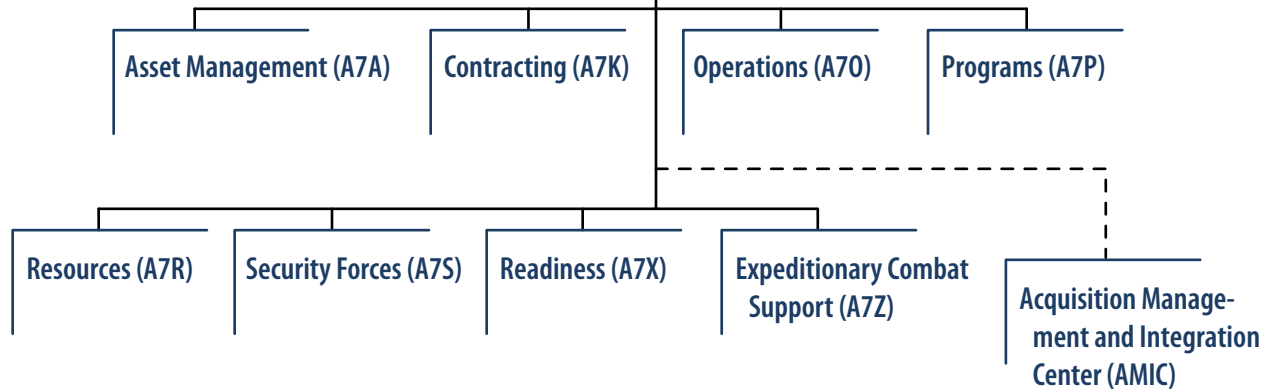 Asset Management (A7A)
Contracting (A7K)
Operations (A7O)
Programs (A7P)
Resources (A7R)
Security Forces (A7S)
Readiness (A7X)
Expeditionary Combat
Support (A7Z)
Acquisition Manage-
ment and Integration
Center (AMIC)